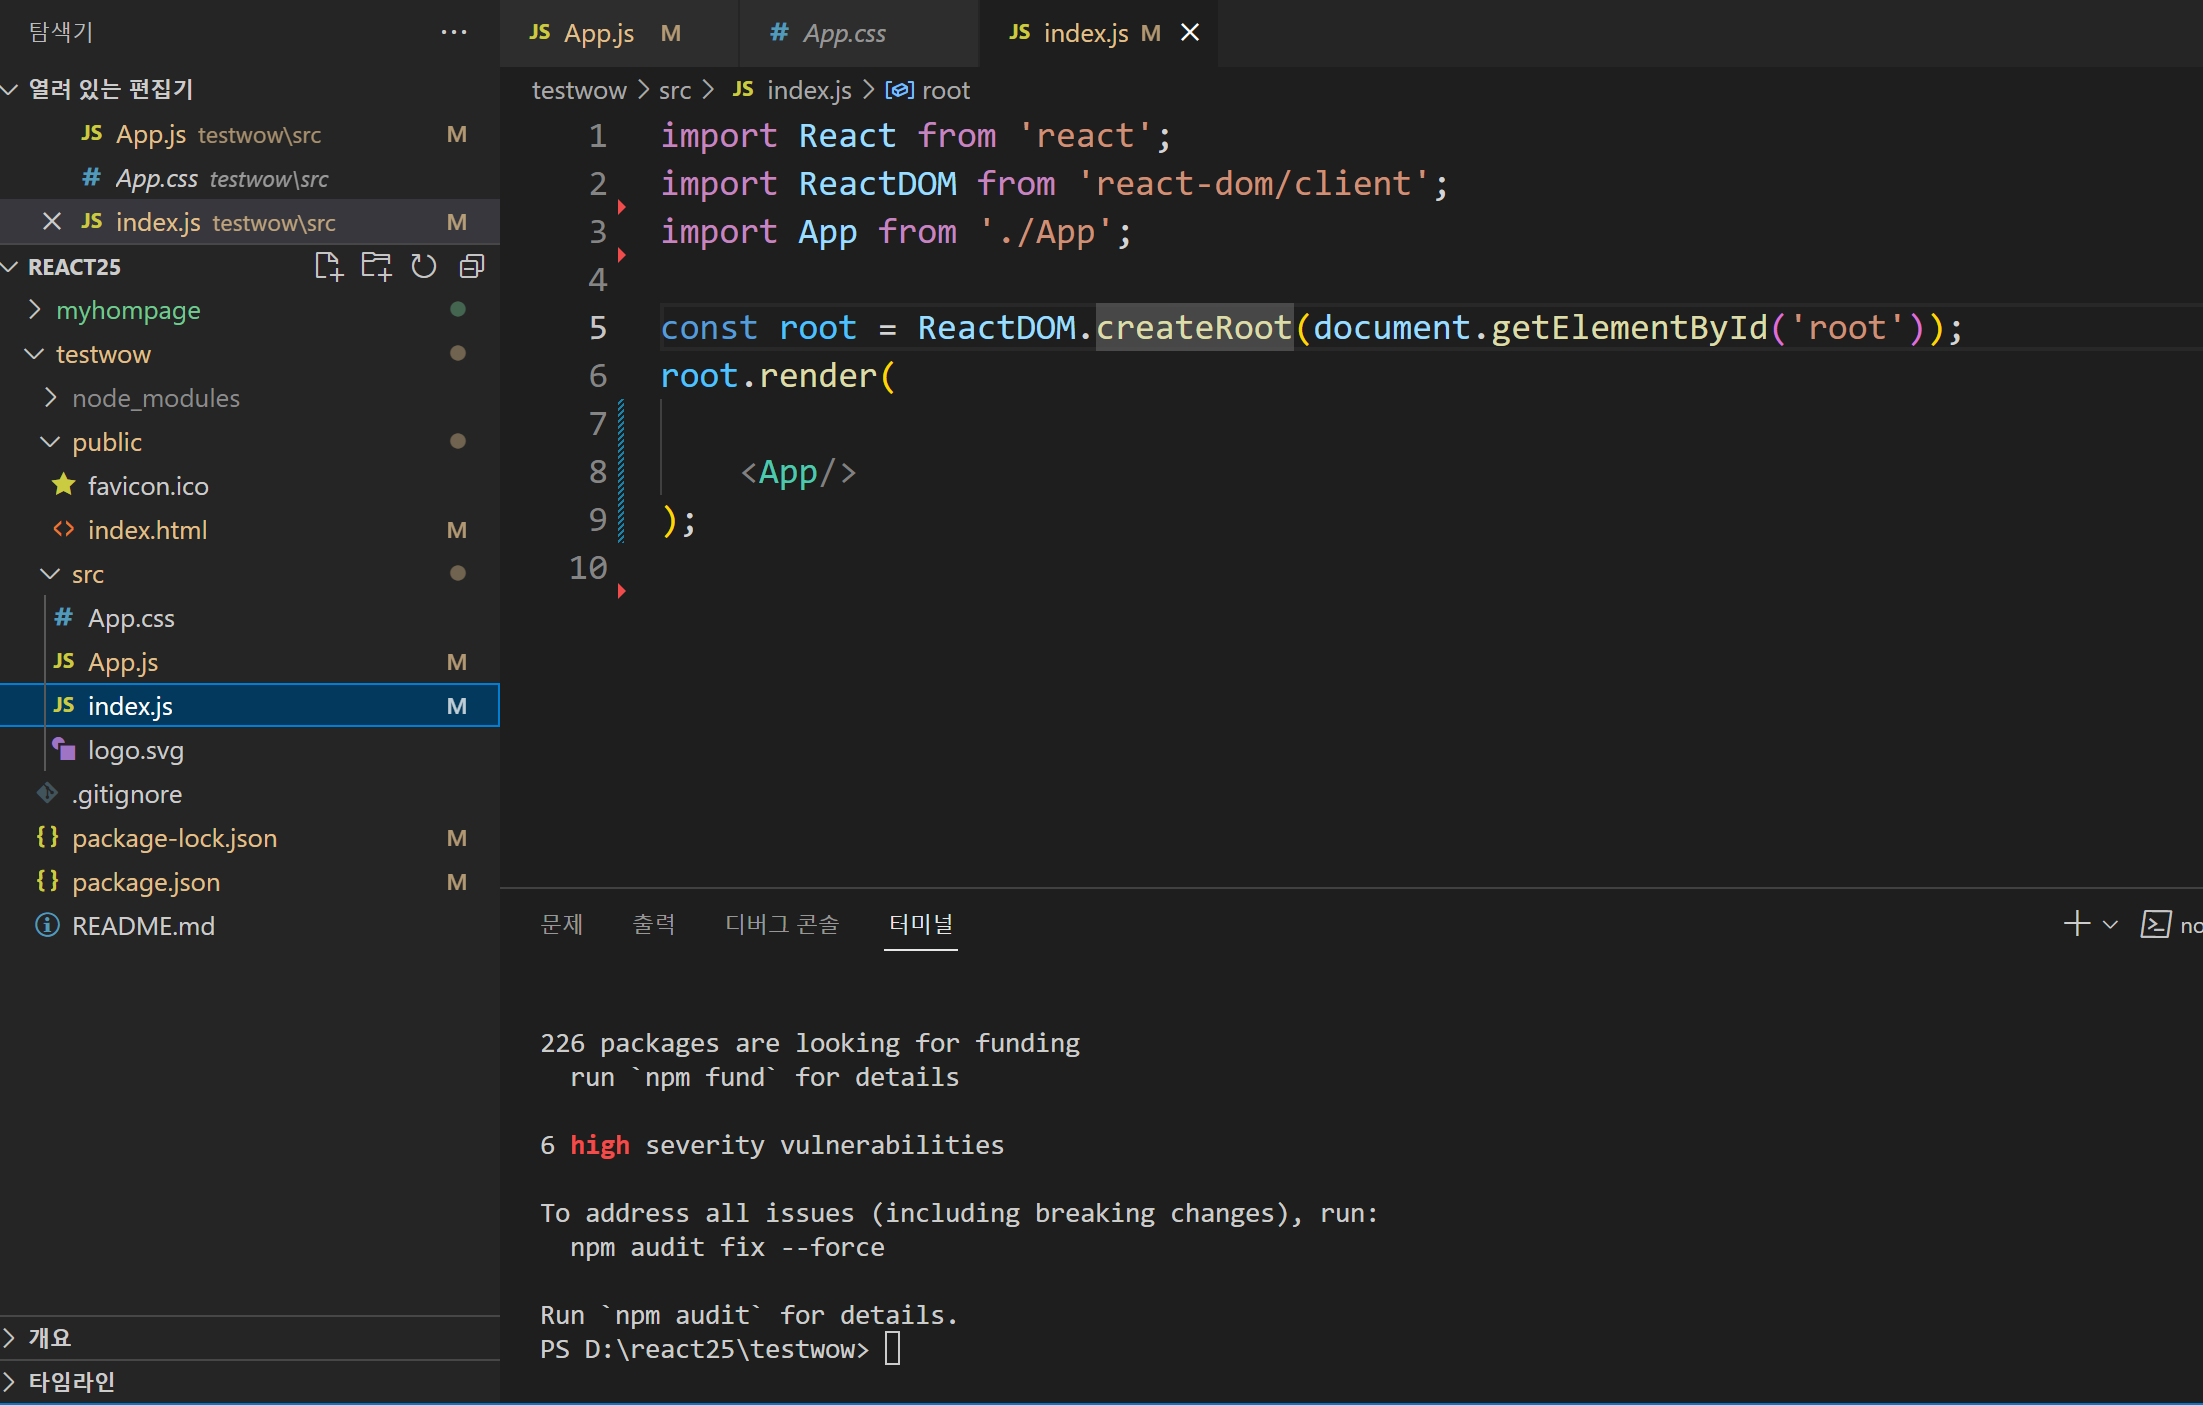 탐색기 ···
열려 있는 편집기
JS App.js testwow\src M
# App.css testwow\src
JS index.js testwow\src M
REACT25
myhompage
testwow
node_modules
public
favicon.ico
<> index.html M
src
# App.css
JS App.js M
JS index.js M
logo.svg
.gitignore
{} package-lock.json M
{} package.json M
README.md
개요
타임라인
JS App.js M
# App.css
JS index.js M
testwow > src > JS index.js > root
1 import React from 'react';
2 import ReactDOM from 'react-dom/client';
3 import App from './App';
4
5 const root = ReactDOM.createRoot(document.getElementById('root'));
6 root.render(
7
8 <App/>
9 );
10
문제 출력 디버그 콘솔 터미널
226 packages are looking for funding
run `npm fund` for details
6 high severity vulnerabilities
To address all issues (including breaking changes), run:
npm audit fix --force
Run `npm audit` for details.
PS D:\react25\testwow>